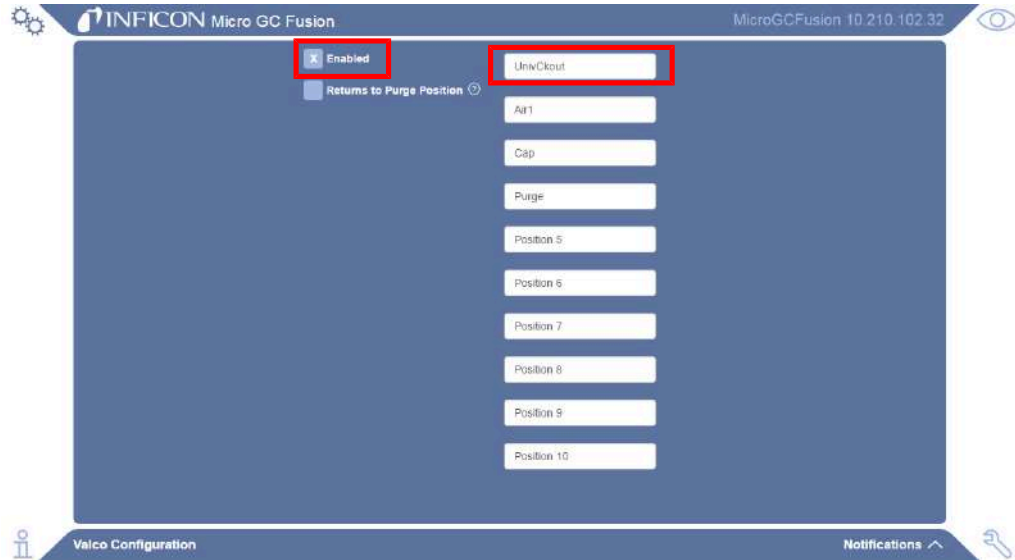 INFICON Micro GC Fusion
MicroGCFusion 10.210.102.32
X Enabled
Returns to Purge Position ?
UnivCkout
Air1
Cap
Purge
Position 5
Position 6
Position 7
Position 8
Position 9
Position 10
Valco Configuration
Notifications